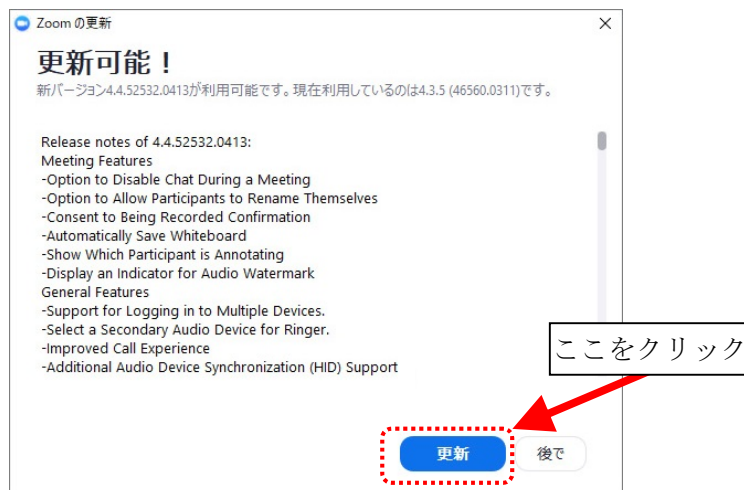 Zoom の更新
更新可能！
新バージョン4.4.52532.0413が利用可能です。現在利用しているのは4.3.5 (46560.0311)です。
Release notes of 4.4.52532.0413:
Meeting Features
-Option to Disable Chat During a Meeting
-Option to Allow Participants to Rename Themselves
-Consent to Being Recorded Confirmation
-Automatically Save Whiteboard
-Show Which Participant is Annotating
-Display an Indicator for Audio Watermark
General Features
-Support for Logging in to Multiple Devices.
-Select a Secondary Audio Device for Ringer.
-Improved Call Experience
-Additional Audio Device Synchronization (HID) Support
ここをクリック
更新
後で